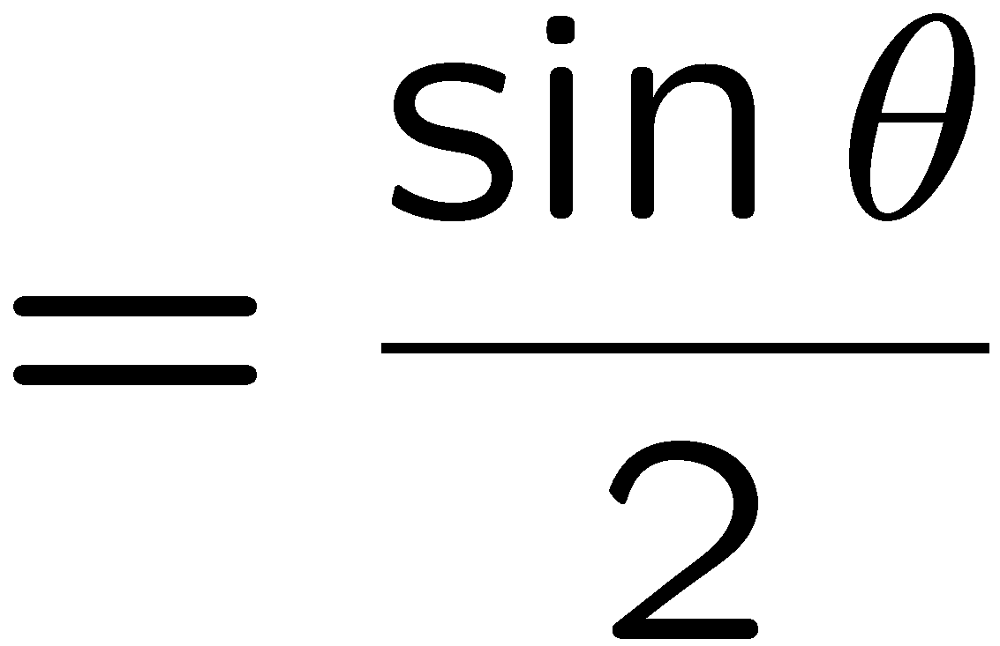 = sin θ / 2